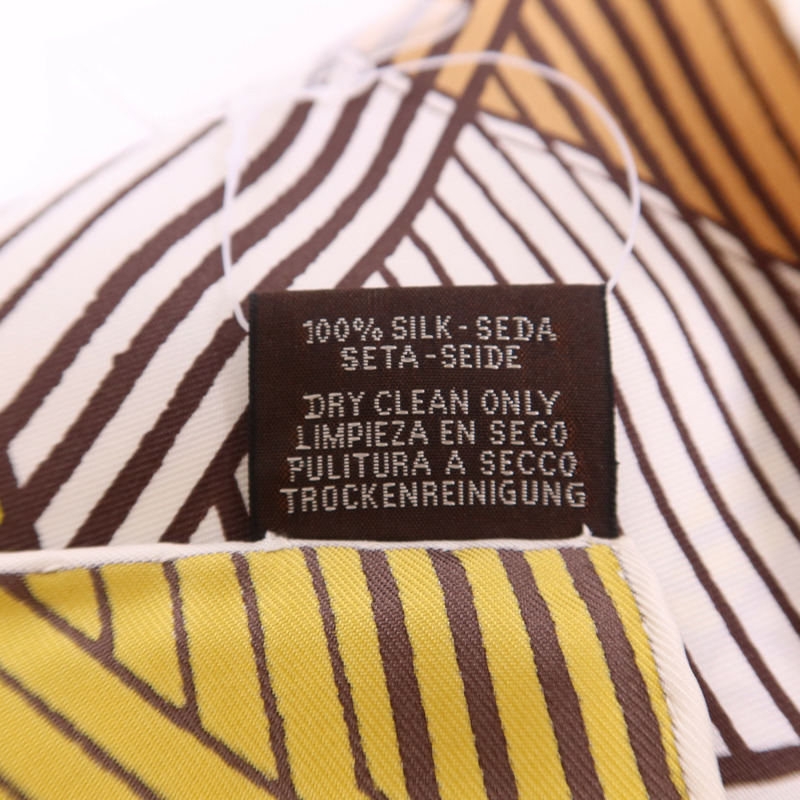 100% SILK - SEDA
SETA - SEIDE
DRY CLEAN ONLY
LIMPIEZA EN SECO
PULITURA A SECCO
TROCKENREINIGUNG